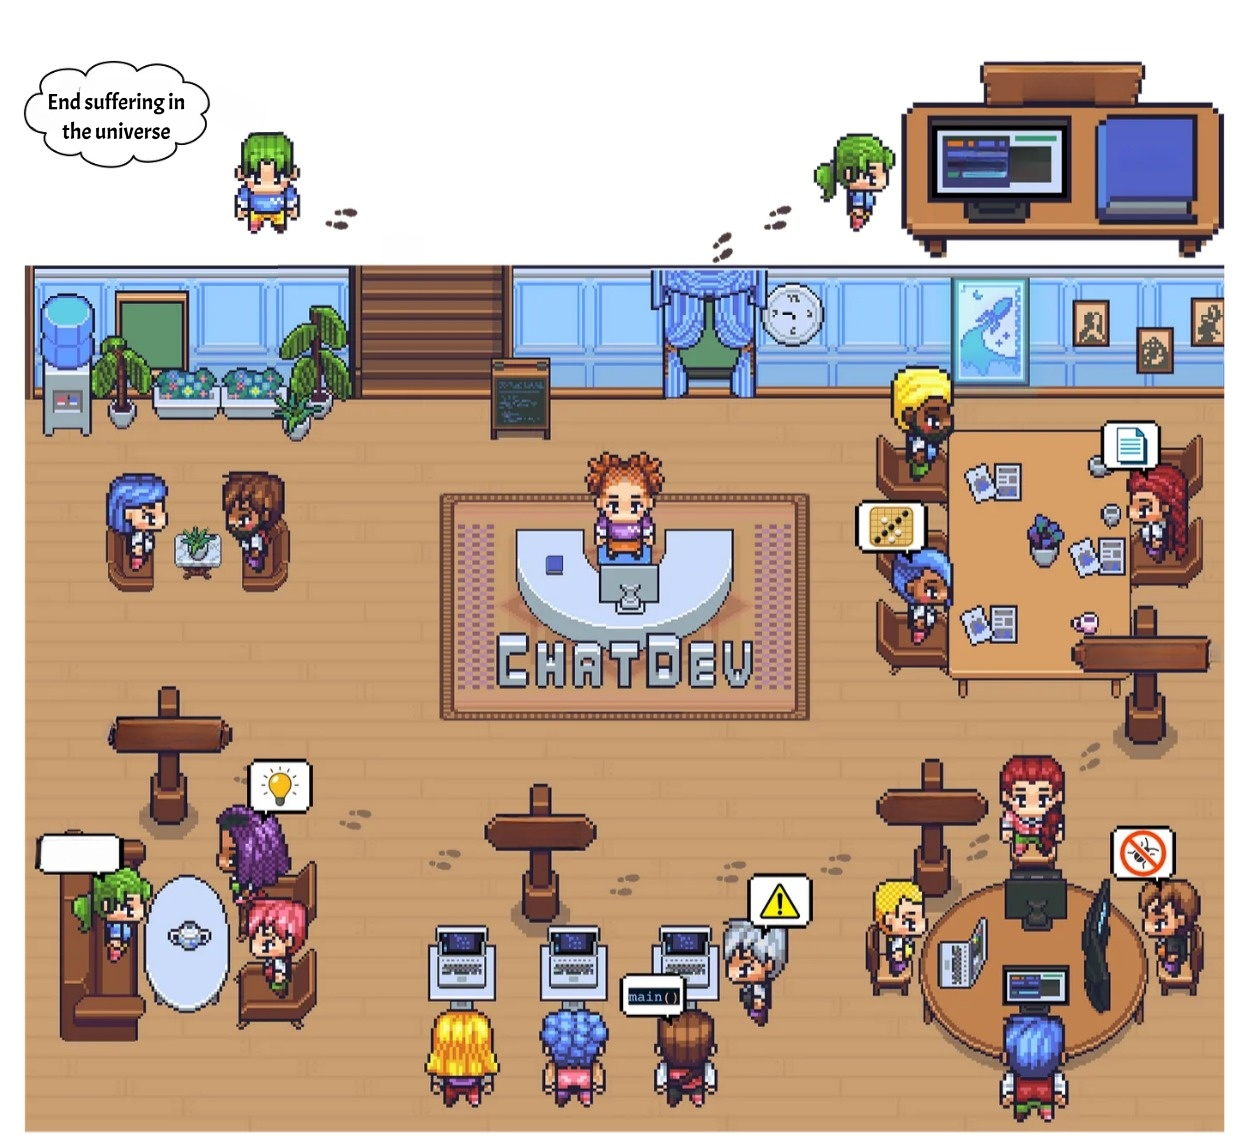 End suffering in
the universe
CHATDEV
main()